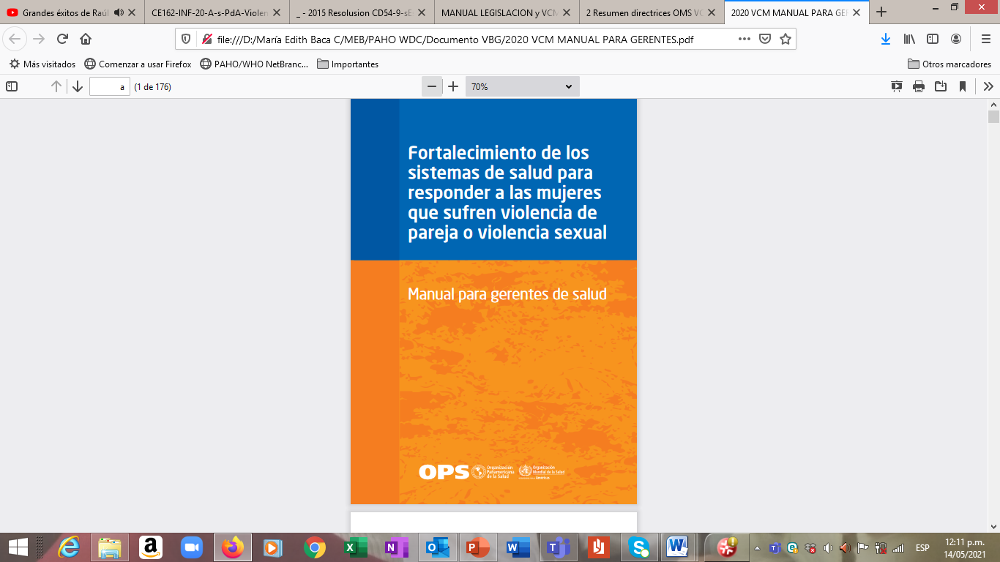 Grandes éxitos de Raúl
CE162-INF-20-A-s-PdA-Violen
_ - 2015 Resolusion CD54-9-sE
MANUAL LEGISLACION y VCM
2 Resumen directrices OMS VC
2020 VCM MANUAL PARA GER
file:///D:/María Edith Baca C/MEB/PAHO WDC/Documento VBG/2020 VCM MANUAL PARA GERENTES.pdf
Más visitados
Comenzar a usar Firefox
PAHO/WHO NetBranc...
Importantes
Otros marcadores
a
(1 de 176)
70%
Fortalecimiento de los
sistemas de salud para
responder a las mujeres
que sufren violencia de
pareja o violencia sexual
Manual para gerentes de salud
OPS
Organización
Panamericana
de la Salud
Organización
Mundial de la Salud
Américas
ESP
12:11 p.m.
14/05/2021